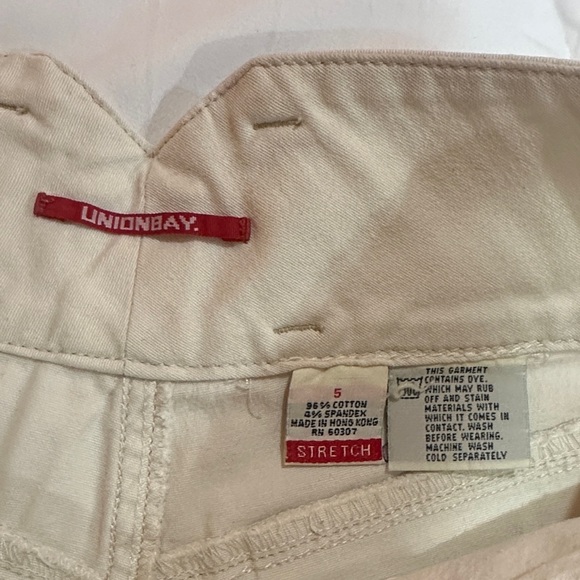 UNIONBAY.
5
96% COTTON
4% SPANDEX
MADE IN HONG KONG
RN 60307
STRETCH
THIS GARMENT
CONTAINS DYE,
WHICH MAY RUB
OFF AND STAIN
MATERIALS WITH
WHICH IT COMES IN
CONTACT. WASH
BEFORE WEARING.
MACHINE WASH
COLD SEPARATELY